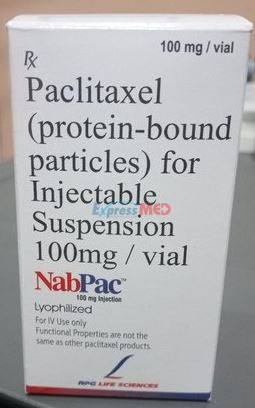 Rx
100 mg / vial
Paclitaxel
(protein-bound
particles) for
Injectable
Suspension
ExpressMED
100mg / vial
NabPac™
100 mg Injection
Lyophilized
For IV Use only
Functional Properties are not the
same as other paclitaxel products.
RPG LIFE SCIENCES